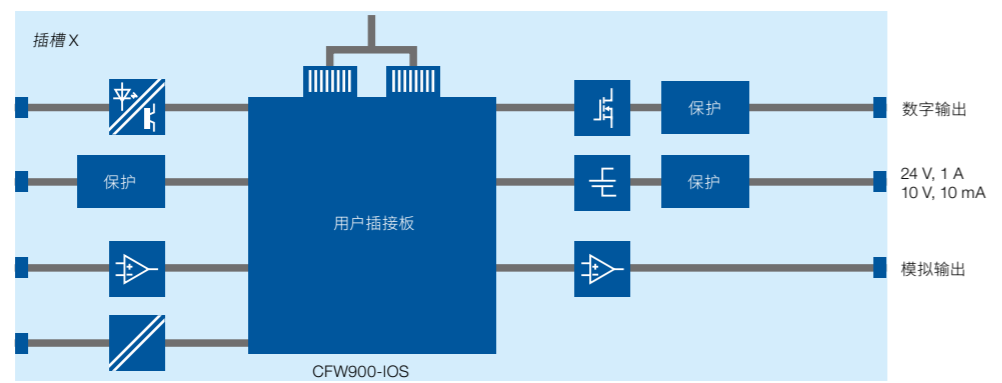 插槽 X
保护
数字输出
保护
保护
24 V, 1 A
10 V, 10 mA
用户插接板
模拟输出
CFW900-IOS